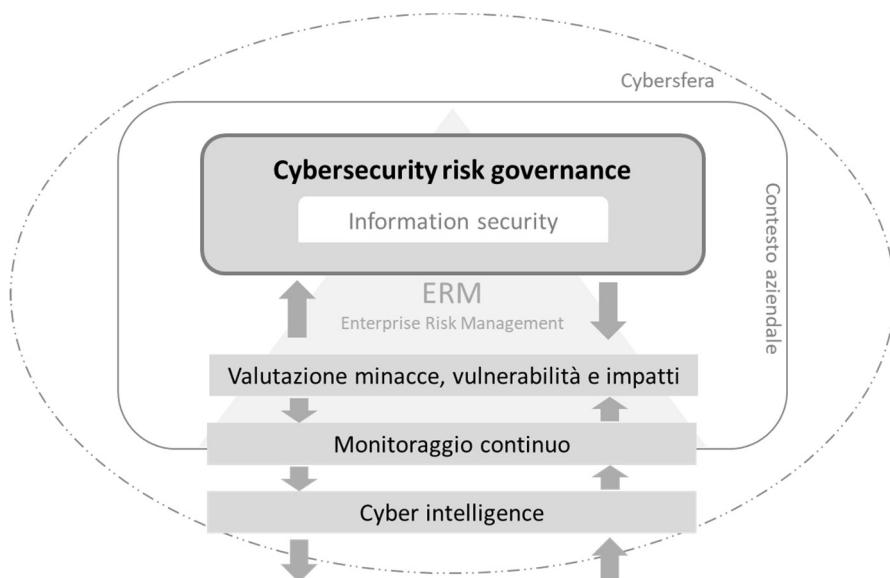 Cybersfera
Cybersecurity risk governance
Information security
Contesto aziendale
ERM
Enterprise Risk Management
Valutazione minacce, vulnerabilità e impatti
Monitoraggio continuo
Cyber intelligence